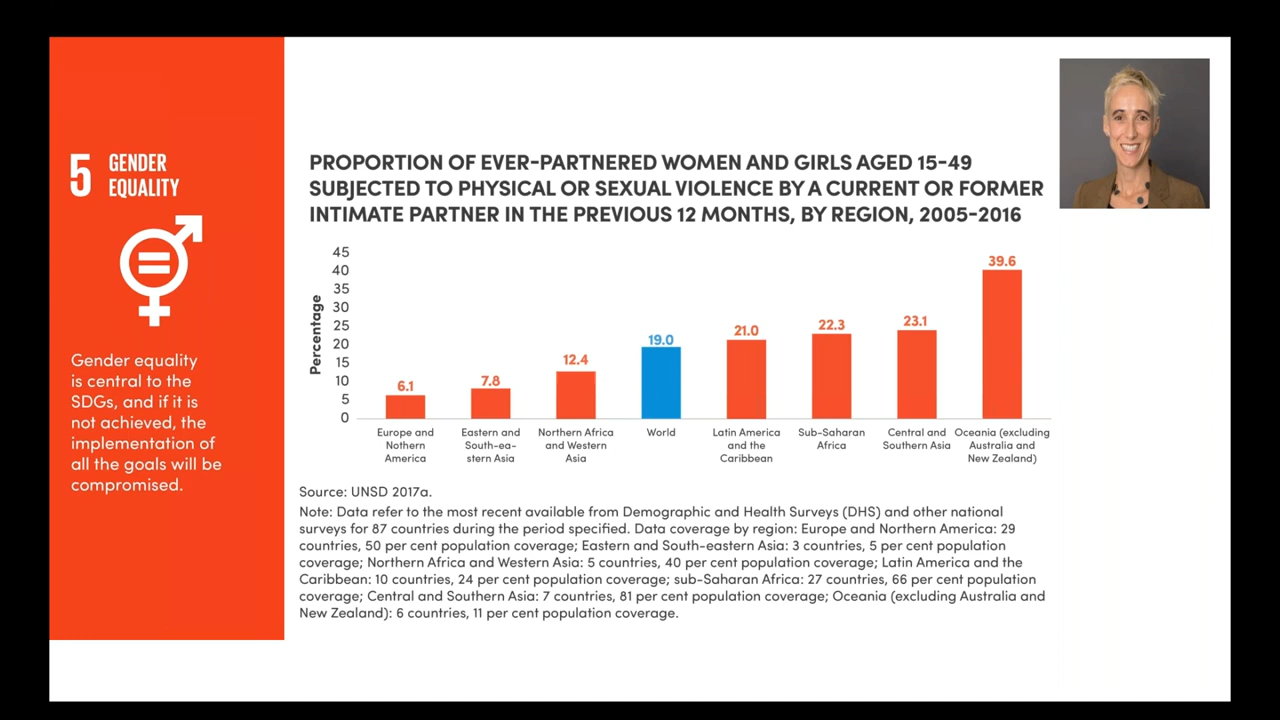 5 GENDER
EQUALITY
Gender equality
is central to the
SDGs, and if it is
not achieved, the
implementation of
all the goals will be
compromised.
PROPORTION OF EVER-PARTNERED WOMEN AND GIRLS AGED 15-49
SUBJECTED TO PHYSICAL OR SEXUAL VIOLENCE BY A CURRENT OR FORMER
INTIMATE PARTNER IN THE PREVIOUS 12 MONTHS, BY REGION, 2005-2016
Percentage
45
40
35
30
25
20
15
10
5
0
6.1
7.8
12.4
19.0
21.0
22.3
23.1
39.6
Europe and
Nothern
America
Eastern and
South-ea-
stern Asia
Northern Africa
and Western
Asia
World
Latin America
and the
Caribbean
Sub-Saharan
Africa
Central and
Southern Asia
Oceania (excluding
Australia and
New Zealand)
Source: UNSD 2017a.
Note: Data refer to the most recent available from Demographic and Health Surveys (DHS) and other national
surveys for 87 countries during the period specified. Data coverage by region: Europe and Northern America: 29
countries, 50 per cent population coverage; Eastern and South-eastern Asia: 3 countries, 5 per cent population
coverage; Northern Africa and Western Asia: 5 countries, 40 per cent population coverage; Latin America and the
Caribbean: 10 countries, 24 per cent population coverage; sub-Saharan Africa: 27 countries, 66 per cent population
coverage; Central and Southern Asia: 7 countries, 81 per cent population coverage; Oceania (excluding Australia and
New Zealand): 6 countries, 11 per cent population coverage.